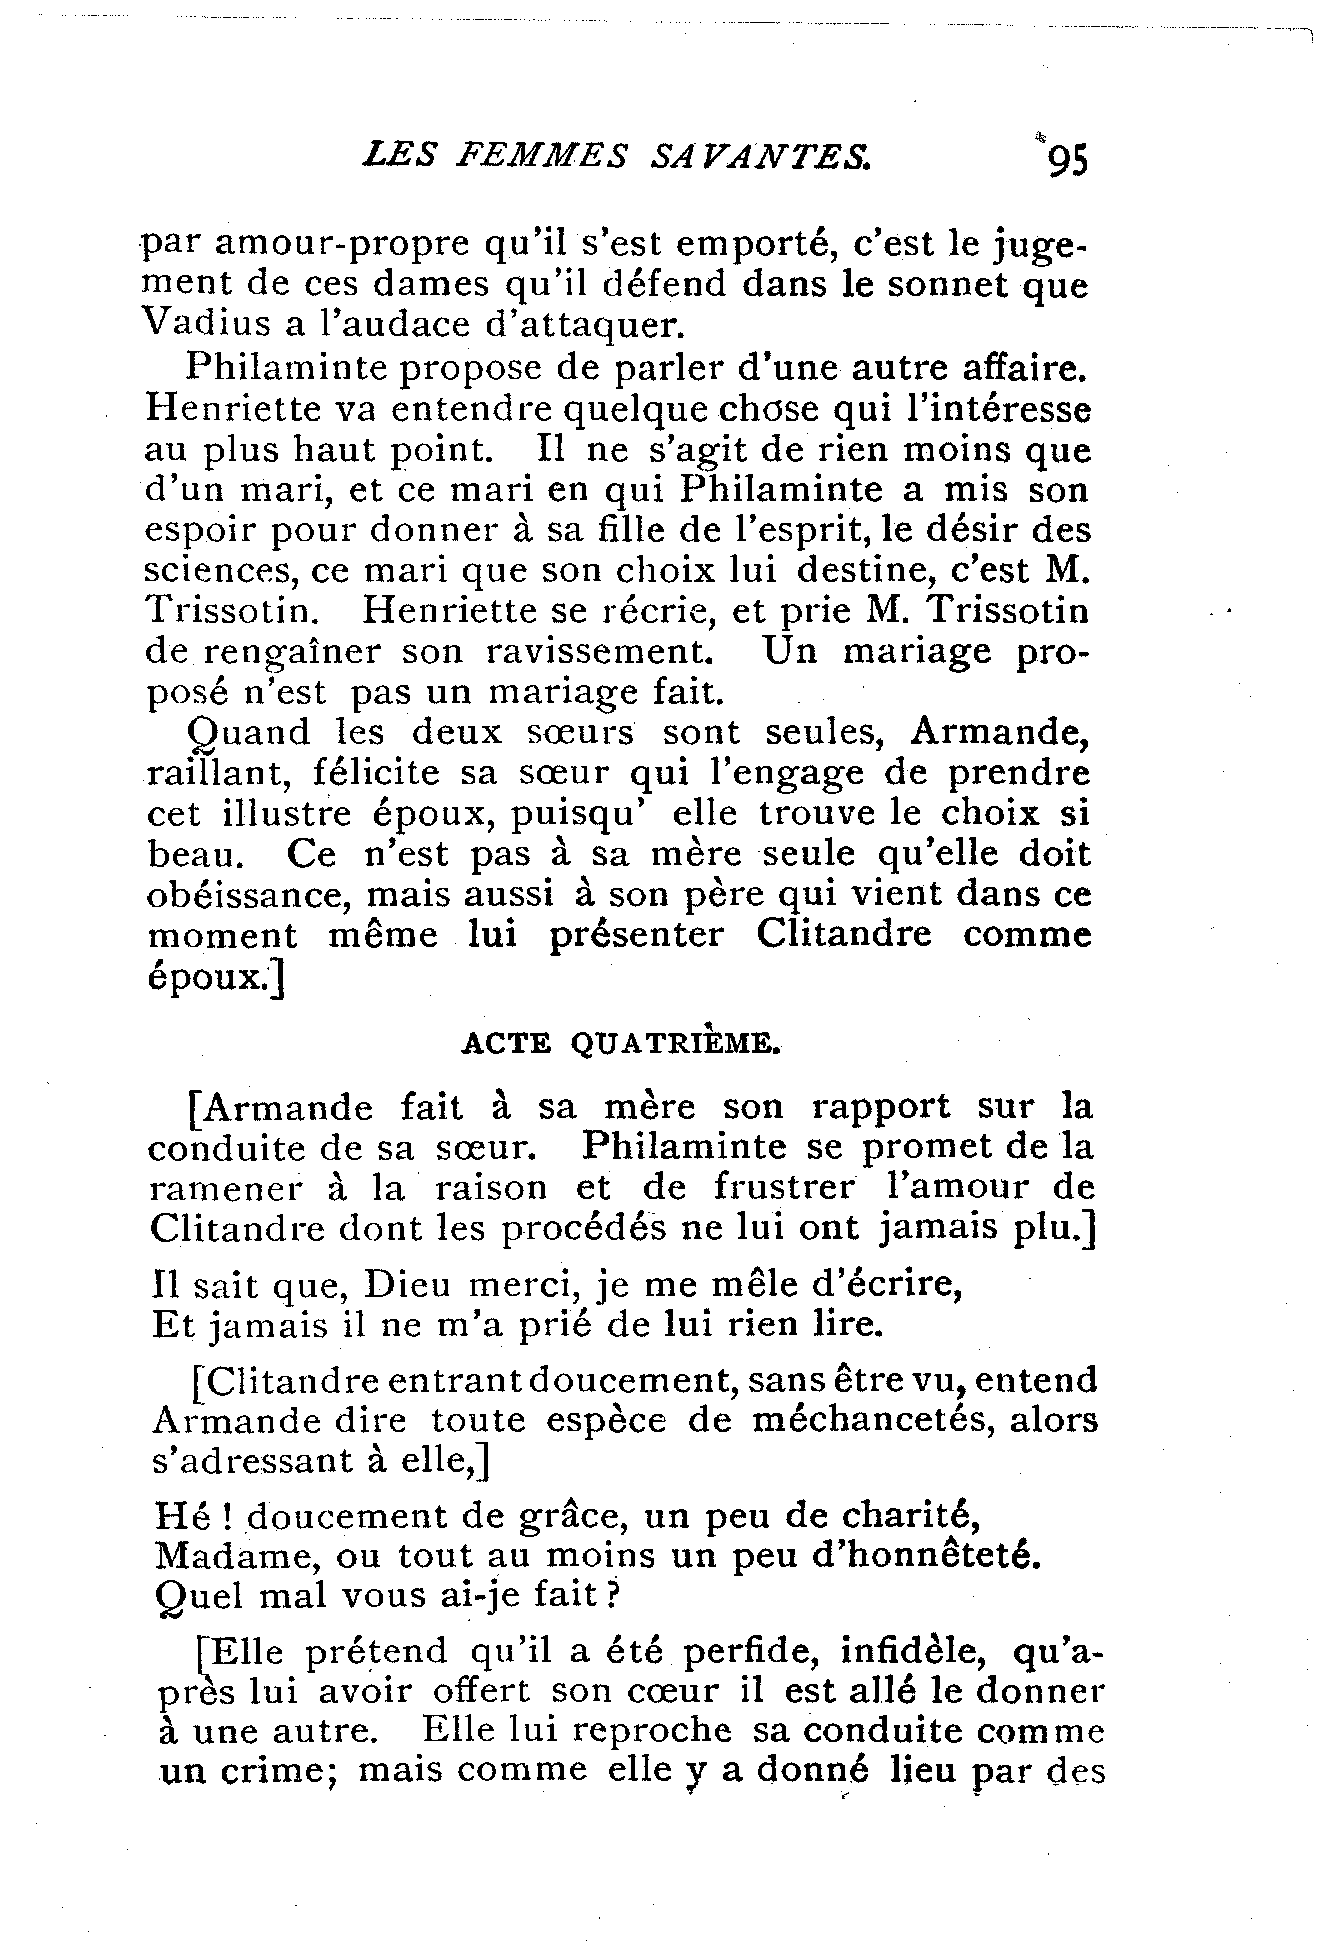 LES FEMMES SAVANTES. 95
par amour-propre qu'il s'est emporté, c'est le juge-
ment de ces dames qu'il défend dans le sonnet que
Vadius a l'audace d'attaquer.
Philaminte propose de parler d'une autre affaire.
Henriette va entendre quelque chose qui l'intéresse
au plus haut point. Il ne s'agit de rien moins que
d'un mari, et ce mari en qui Philaminte a mis son
espoir pour donner à sa fille de l'esprit, le désir des
sciences, ce mari que son choix lui destine, c'est M.
Trissotin. Henriette se récrie, et prie M. Trissotin
de rengaîner son ravissement. Un mariage pro-
posé n'est pas un mariage fait.
Quand les deux sœurs sont seules, Armande,
raillant, félicite sa sœur qui l'engage de prendre
cet illustre époux, puisqu' elle trouve le choix si
beau. Ce n'est pas à sa mère seule qu'elle doit
obéissance, mais aussi à son père qui vient dans ce
moment même lui présenter Clitandre comme
époux.]
ACTE QUATRIÈME.
[Armande fait à sa mère son rapport sur la
conduite de sa sœur. Philaminte se promet de la
ramener à la raison et de frustrer l'amour de
Clitandre dont les procédés ne lui ont jamais plu.]
Il sait que, Dieu merci, je me mêle d'écrire,
Et jamais il ne m'a prié de lui rien lire.
[Clitandre entrant doucement, sans être vu, entend
Armande dire toute espèce de méchancetés, alors
s'adressant à elle,]
Hé ! doucement de grâce, un peu de charité,
Madame, ou tout au moins un peu d'honnêteté.
Quel mal vous ai-je fait ?
[Elle prétend qu'il a été perfide, infidèle, qu'a-
près lui avoir offert son cœur il est allé le donner
à une autre. Elle lui reproche sa conduite comme
un crime; mais comme elle y a donné lieu par des